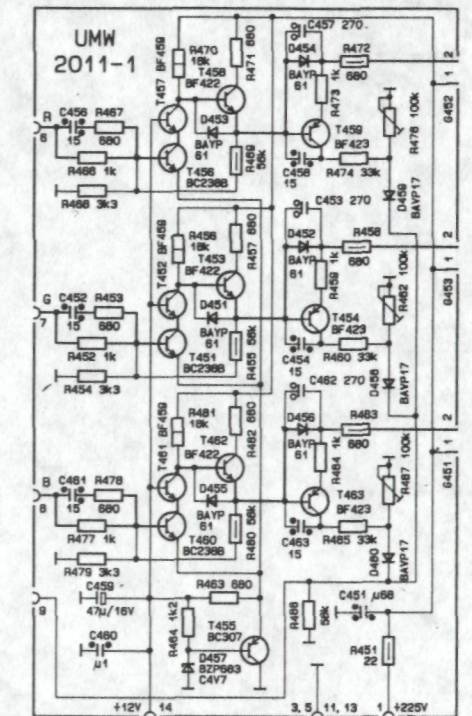 UMW
2011-1
BF459
R470
18k
T458
BF422
R471 680
C457 270
D454
BAYP
61
1k
R473
R472
680
2
1
G452
R476 100k
T457
R
6
C456
15
R467
680
R466 1k
R468 3k3
T456
BC238B
D453
BAYP
61
R469
56k
T459
BF423
C458
15
R474 33k
D459
BAYP17
BF459
R456
18k
T453
BF422
R457 680
C453 270
D452
BAYP
61
R459 1k
R458
680
2
1
G453
R462 100k
T452
G
7
C452
15
R453
680
R452 1k
R454 3k3
T451
BC238B
D451
BAYP
61
R455 56k
T454
BF423
C454
15
R460 33k
D458
BAYP17
BF459
R481
18k
T462
BF422
R482 680
C462 270
D456
BAYP
61
R484 1k
R483
680
2
1
G451
R487 100k
T461
B
8
C461
15
R478
680
R477 1k
R479 3k3
T460
BC238B
D455
BAYP
61
R480 56k
T463
BF423
C463
15
R485 33k
D460
BAYP17
9
C459
47µ/16V
C460
µ1
R463 680
R464 1k2
T455
BC307
D457
BZP683
C4V7
56k
C451 µ68
R451
22
+12V 14
3, 5 11, 13
1 +225V